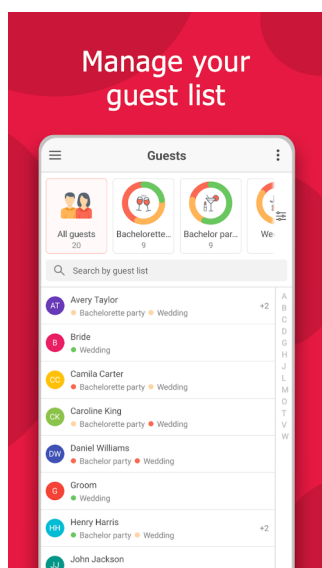 Manage your
guest list
Guests
All guests
20
Bachelorette...
9
Bachelor par...
9
We
Search by guest list
AT
Avery Taylor
Bachelorette party Wedding
+2
B
Bride
Wedding
CC
Camila Carter
Bachelor party Wedding
CK
Caroline King
Bachelorette party Wedding
DW
Daniel Williams
Bachelor party Wedding
G
Groom
Wedding
HH
Henry Harris
Bachelor party Wedding
+2
JJ
John Jackson
A
B
C
D
G
H
J
L
M
O
T
V
W